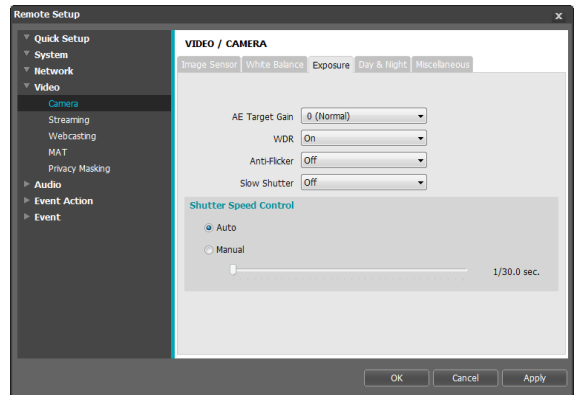 Remote Setup x
Quick Setup
System
Network
Video
Camera
Streaming
Webcasting
MAT
Privacy Masking
Audio
Event Action
Event
VIDEO / CAMERA
Image Sensor White Balance Exposure Day & Night Miscellaneous
AE Target Gain 0 (Normal)
WDR On
Anti-Flicker Off
Slow Shutter Off
Shutter Speed Control
Auto
Manual
1/30.0 sec.
OK Cancel Apply